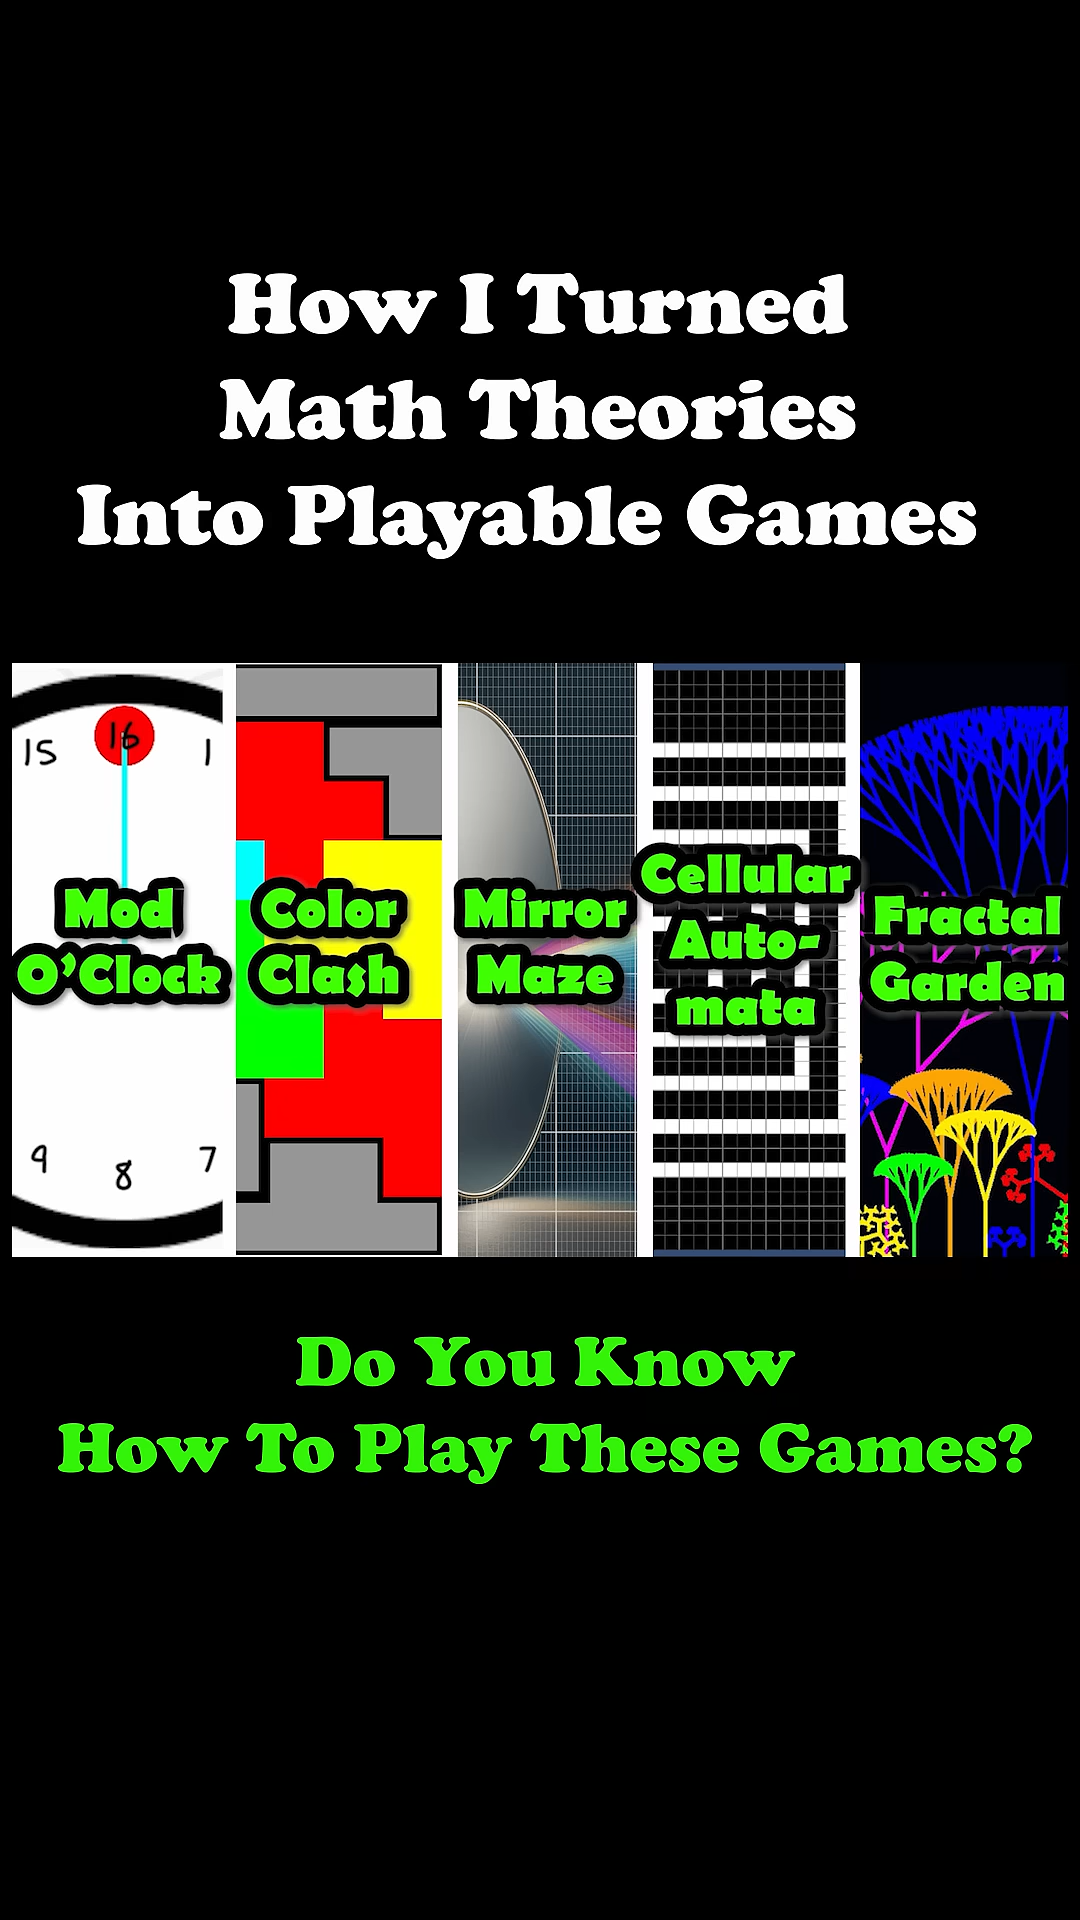 How I Turned
Math Theories
Into Playable Games
15
16
1
Mod
O'Clock
9
8
7
Color
Clash
Mirror
Maze
Cellular
Auto-
mata
Fractal
Garden
Do You Know
How To Play These Games?